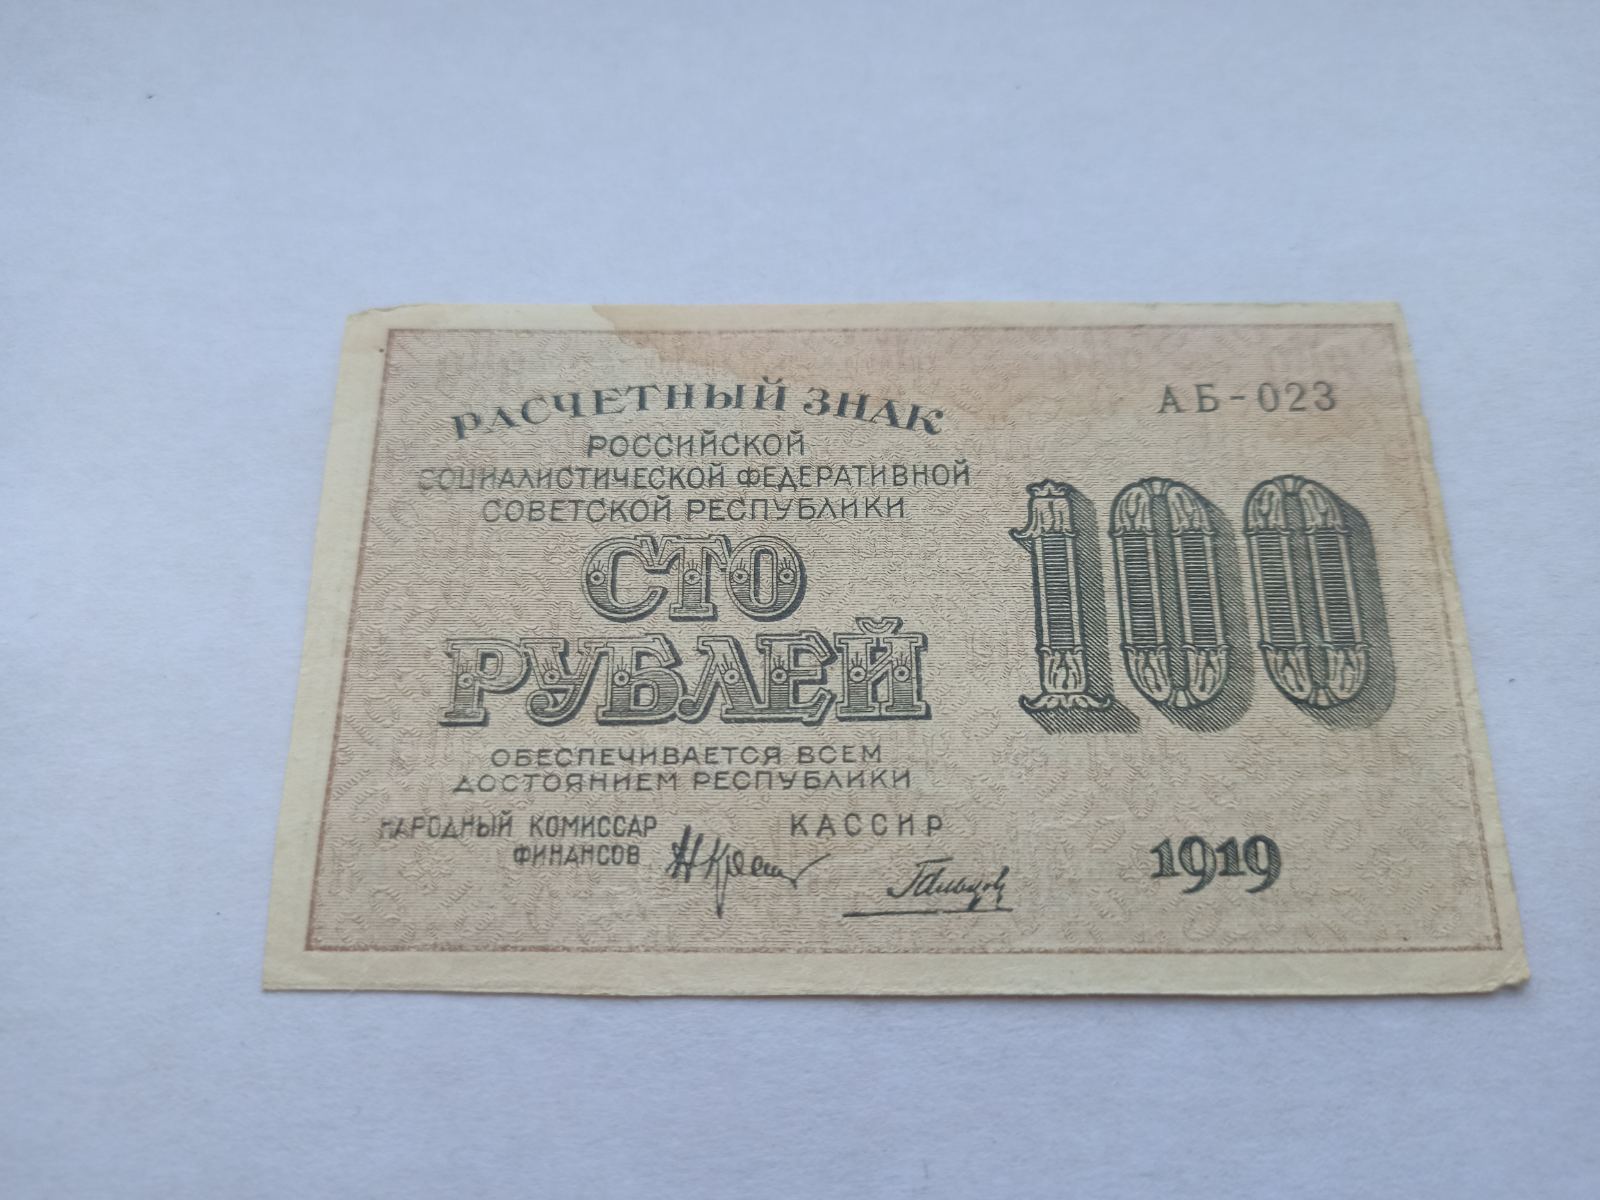 РАСЧЕТНЫЙ ЗНАК
АБ-023
РОССИЙСКОЙ
СОЦИАЛИСТИЧЕСКОЙ ФЕДЕРАТИВНОЙ
СОВЕТСКОЙ РЕСПУБЛИКИ
СТО
РУБЛЕЙ
100
ОБЕСПЕЧИВАЕТСЯ ВСЕМ
ДОСТОЯНИЕМ РЕСПУБЛИКИ
НАРОДНЫЙ КОМИССАР
ФИНАНСОВ
КАССИР
1919